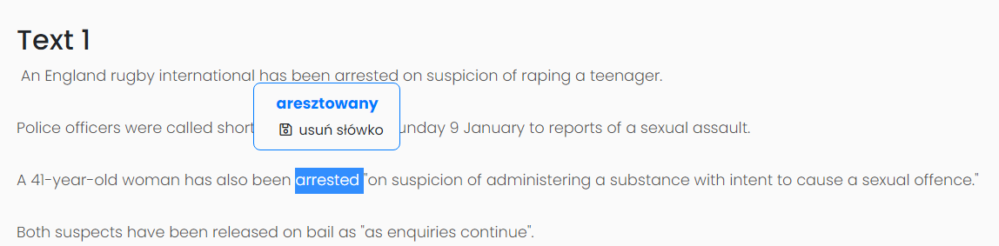 Text 1
An England rugby international has been arrested on suspicion of raping a teenager.
aresztowany
Police officers were called short unday 9 January to reports of a sexual assault.
usuń słówko
A 41-year-old woman has also been arrested "on suspicion of administering a substance with intent to cause a sexual offence."
Both suspects have been released on bail as "as enquiries continue".